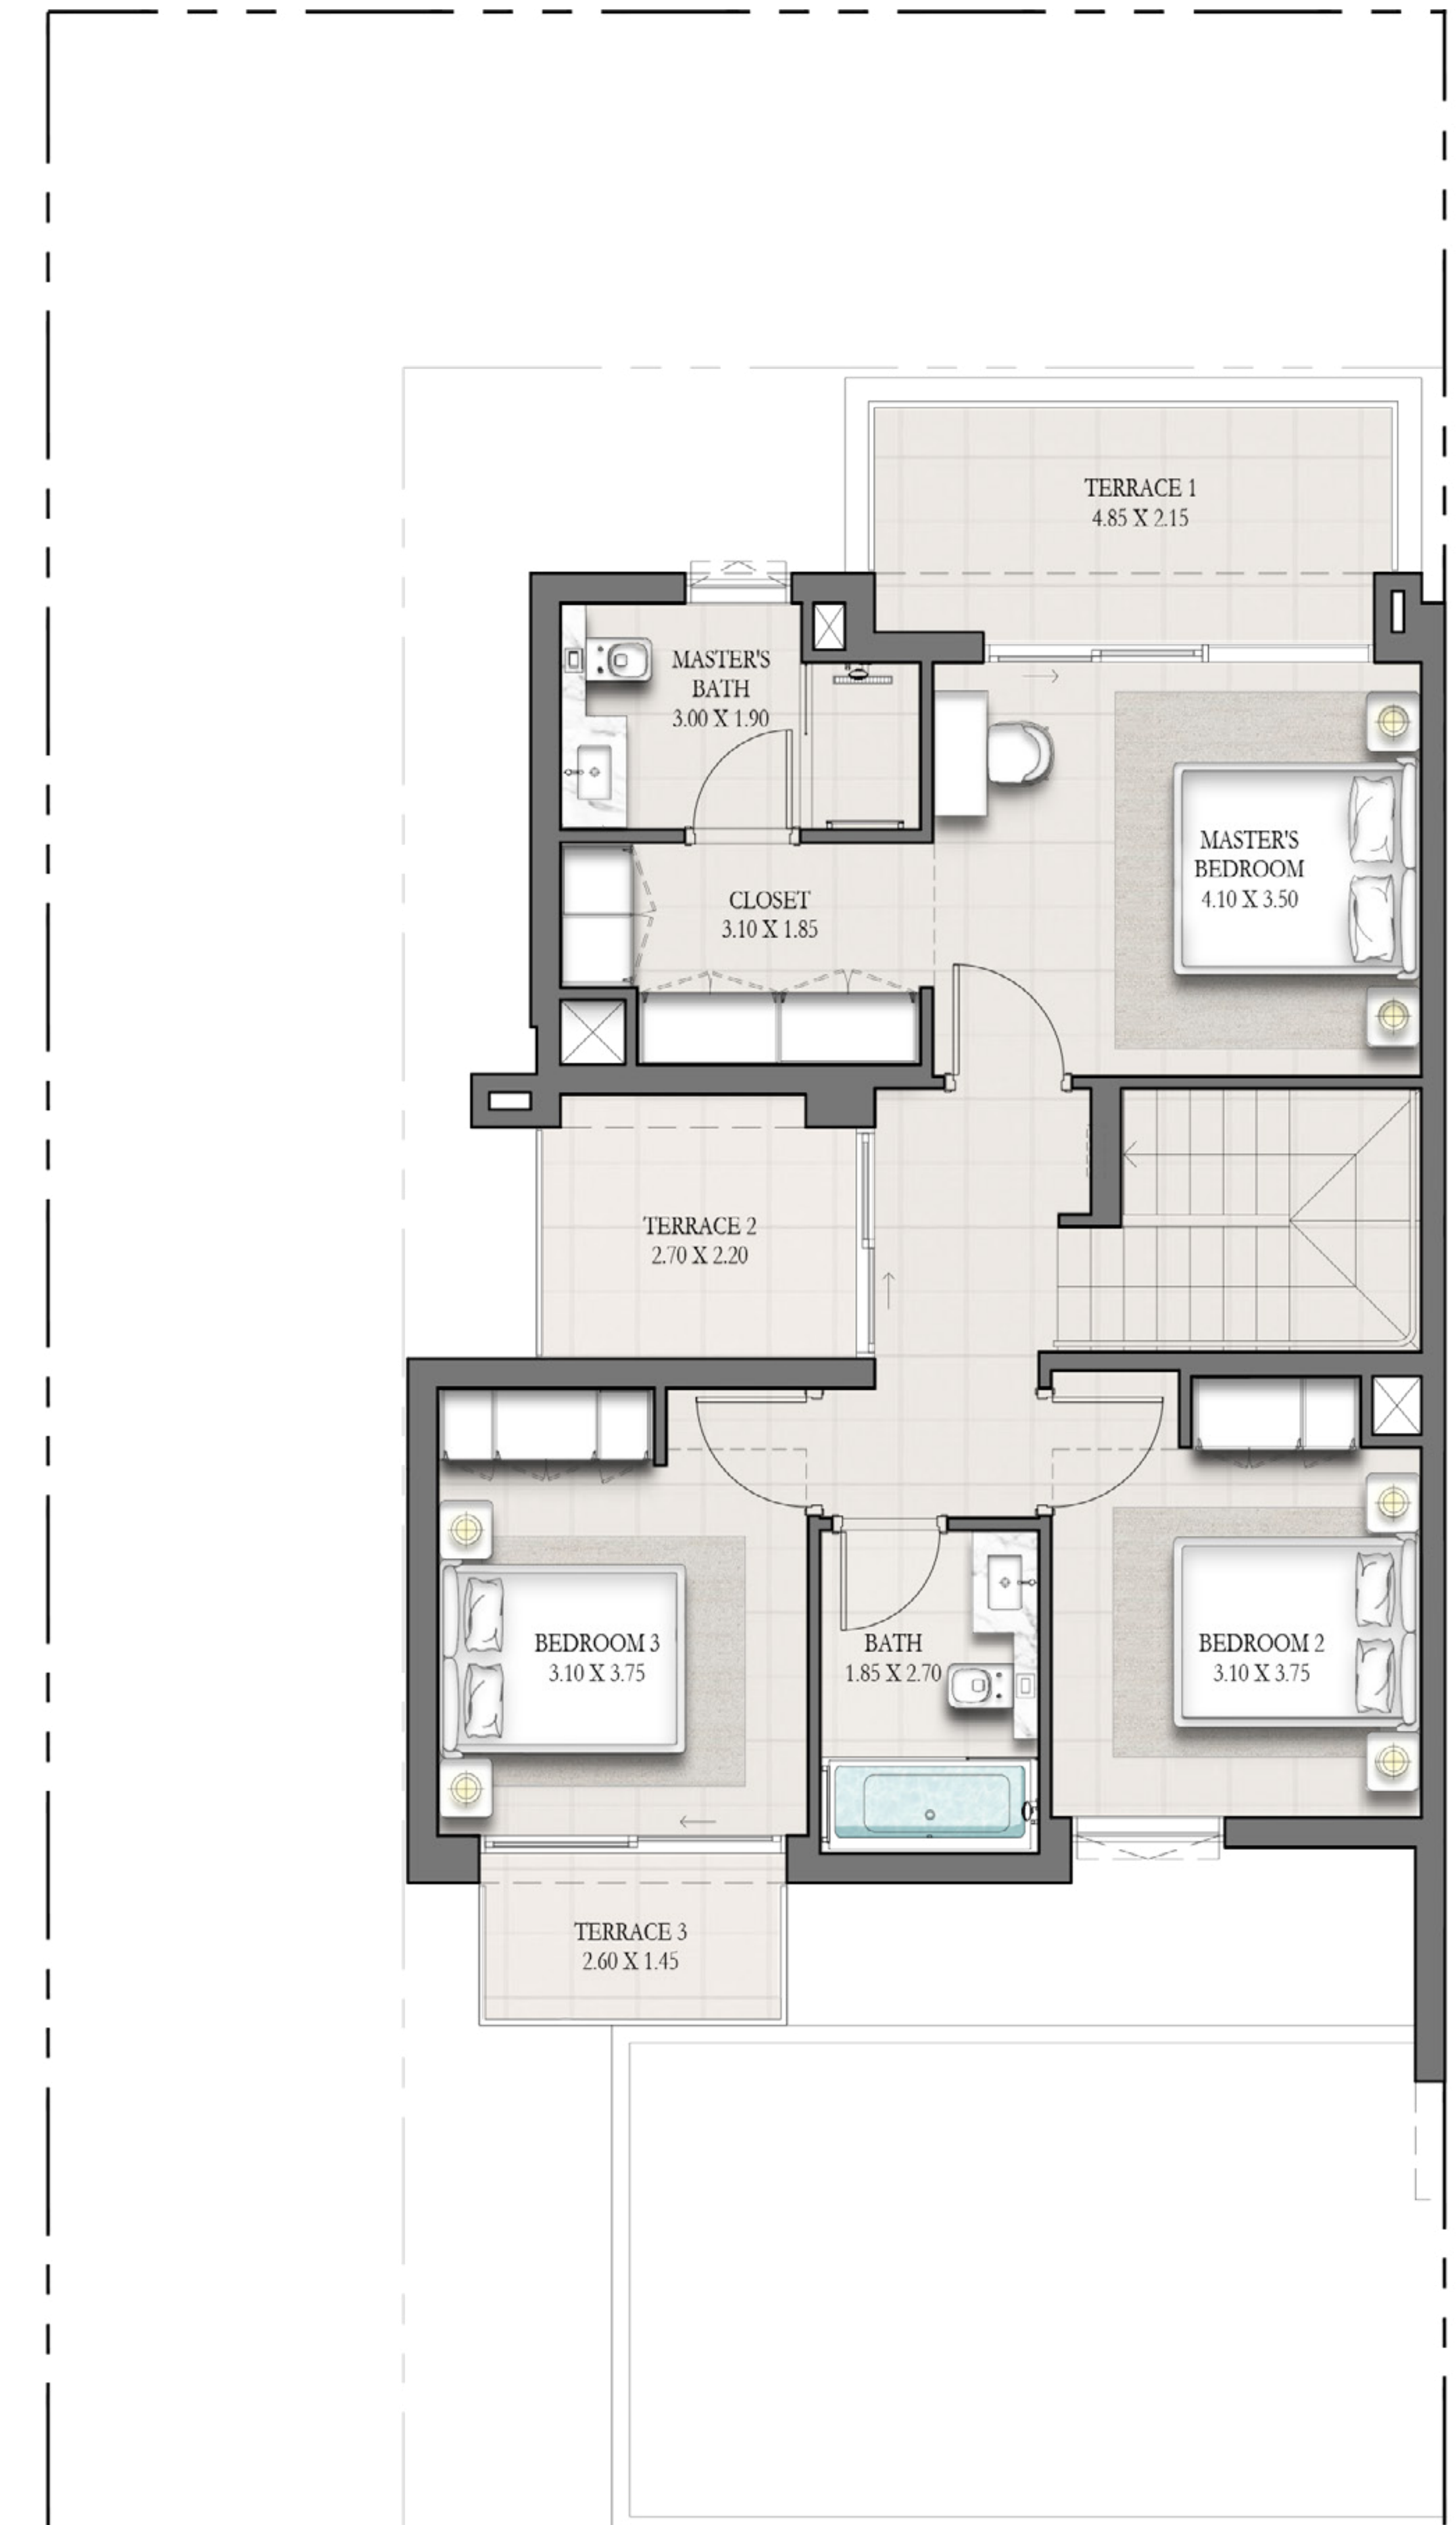 TERRACE 1
4.85 X 2.15
MASTER'S
BATH
3.00 X 1.90
MASTER'S
BEDROOM
4.10 X 3.50
CLOSET
3.10 X 1.85
TERRACE 2
2.70 X 2.20
BEDROOM 3
3.10 X 3.75
BATH
1.85 X 2.70
BEDROOM 2
3.10 X 3.75
TERRACE 3
2.60 X 1.45